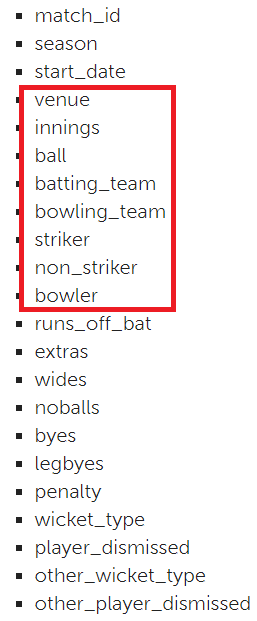 match_id
season
start_date
venue
innings
ball
batting_team
bowling_team
striker
non_striker
bowler
runs_off_bat
extras
wides
noballs
byes
legbyes
penalty
wicket_type
player_dismissed
other_wicket_type
other_player_dismissed